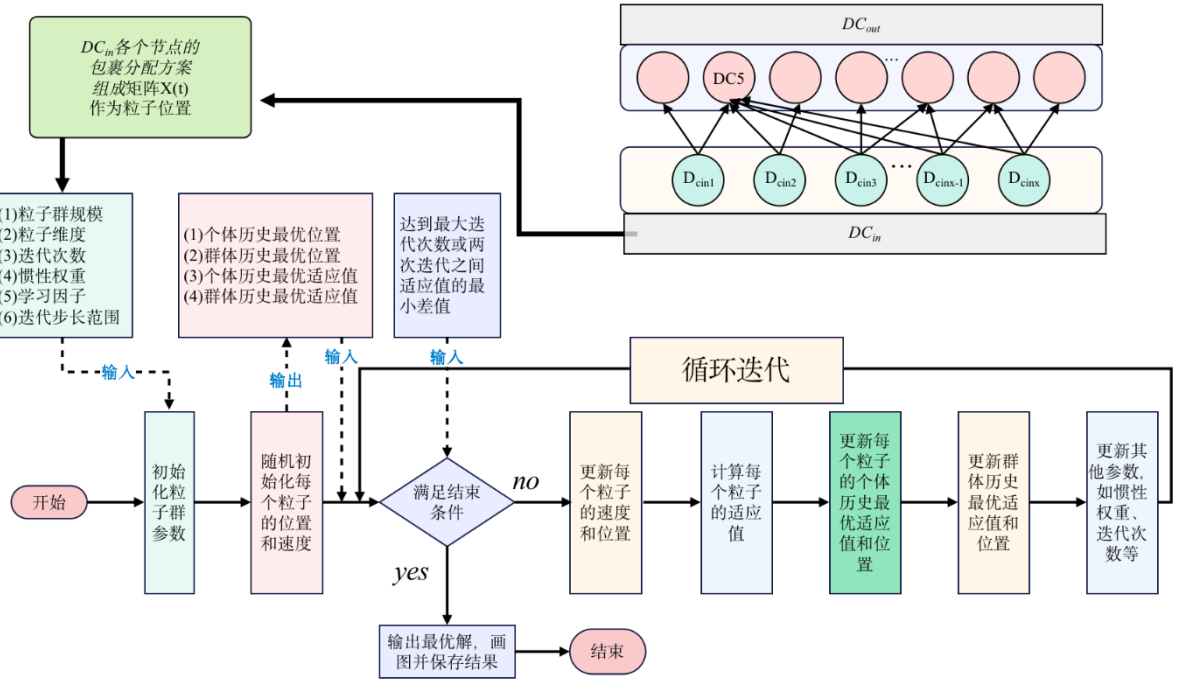 DCin各个节点的
包裹分配方案
组成矩阵X(t)
作为粒子位置
DCout
DC5
...
Dcin1
Dcin2
Dcin3
...
Dcinx-1
Dcinx
DCin
(1)粒子群规模
(2)粒子维度
(3)迭代次数
(4)惯性权重
(5)学习因子
(6)迭代步长范围
(1)个体历史最优位置
(2)群体历史最优位置
(3)个体历史最优适应值
(4)群体历史最优适应值
达到最大迭
代次数或两
次迭代之间
适应值的最
小差值
输入
输出
输入
输入
循环迭代
开始
初始
化粒
子群
参数
随机初
始化每
个粒子
的位置
和速度
满足结束
条件
no
yes
更新每
个粒子
的速度
和位置
计算每
个粒子
的适应
值
更新每
个粒子
的个体
历史最
优适应
值和位
置
更新群
体历史
最优适
应值和
位置
更新其
他参数,
如惯性
权重、
迭代次
数等
输出最优解，画
图并保存结果
结束